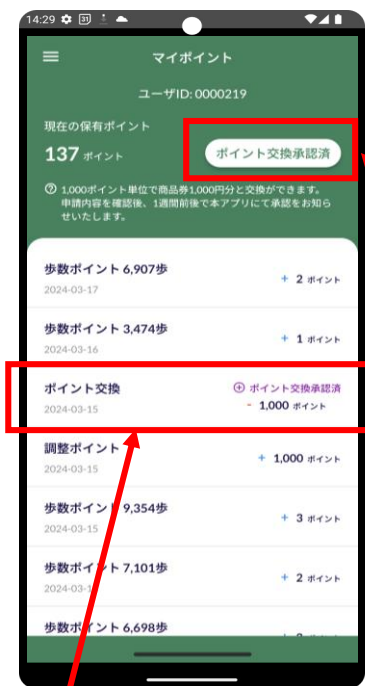 14:29
マイポイント
ユーザID: 0000219
現在の保有ポイント
137 ポイント
ポイント交換承認済
1,000ポイント単位で商品券1,000円分と交換ができます。
申請内容を確認後、1週間前後で本アプリにて承認をお知ら
せいたします。
歩数ポイント 6,907歩
+ 2 ポイント
2024-03-17
歩数ポイント 3,474歩
+ 1 ポイント
2024-03-16
ポイント交換
ポイント交換承認済
2024-03-15
- 1,000 ポイント
調整ポイント
+ 1,000 ポイント
2024-03-15
歩数ポイント 9,354歩
+ 3 ポイント
2024-03-15
歩数ポイント 7,101歩
+ 2 ポイント
歩数ポイント 6,698歩